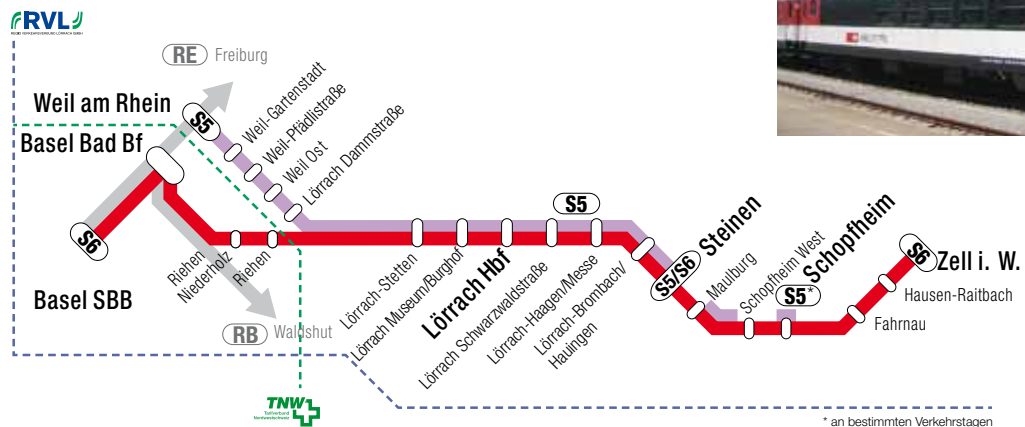 RVL
RE Freiburg
Weil am Rhein
Basel Bad Bf
S5
Weil-Gartenstadt
Weil-Pfädlistraße
Weil Ost
Lörrach Dammstraße
S6
Basel SBB
Riehen
Niederholz
Riehen
RB Waldshut
Lörrach-Stetten
Lörrach Museum/Burghof
Lörrach Hbf
Lörrach Schwarzwaldstraße
S5
Lörrach-Haagen/Messe
Lörrach-Brombach/
Hauingen
S5/S6 Steinen
Maulburg
Schopfheim West
S5* Schopfheim
Fahrnau
Hausen-Raitbach
S6 Zell i. W.
TNW
Tarifverbund
Nordwestschweiz
* an bestimmten Verkehrstagen